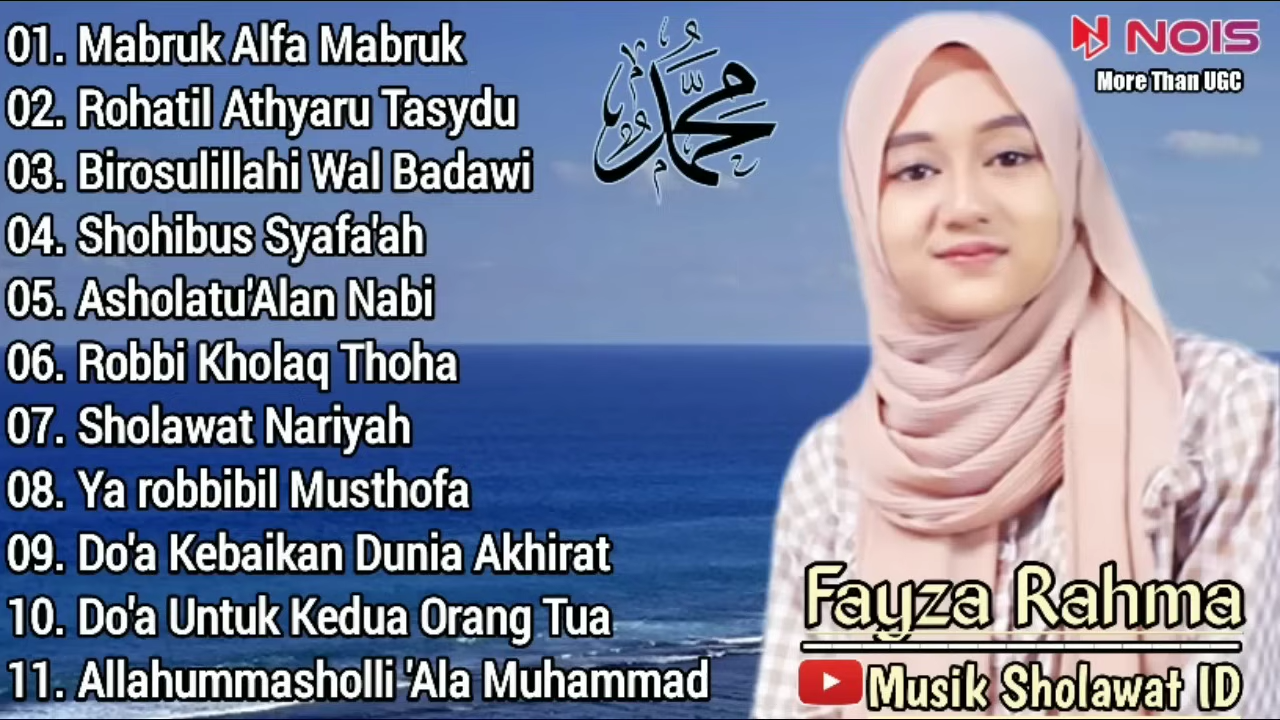 01. Mabruk Alfa Mabruk
02. Rohatil Athyaru Tasydu
03. Birosulillahi Wal Badawi
04. Shohibus Syafa'ah
05. Asholatu'Alan Nabi
06. Robbi Kholaq Thoha
07. Sholawat Nariyah
08. Ya robbibil Musthofa
09. Do'a Kebaikan Dunia Akhirat
10. Do'a Untuk Kedua Orang Tua
11. Allahummasholli 'Ala Muhammad
محمد
NOIS
More Than UGC
Fayza Rahma
Musik Sholawat ID